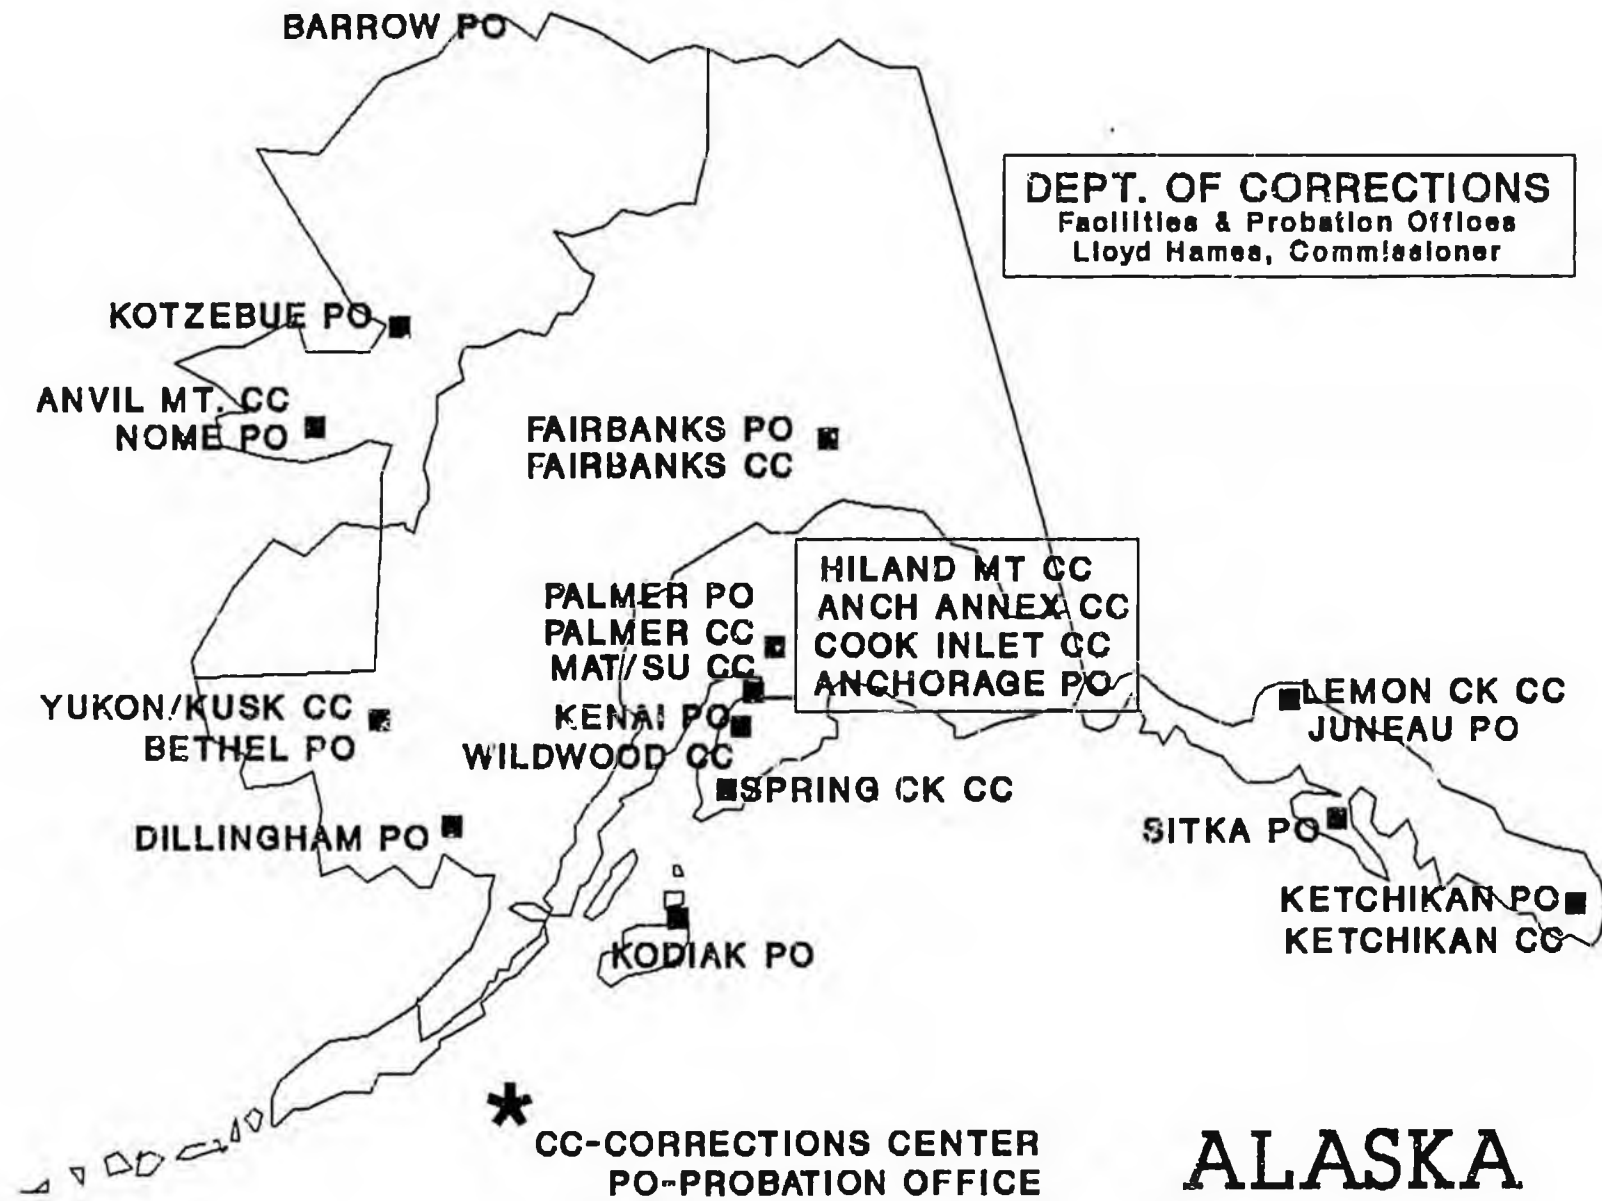 BARROW PO
DEPT. OF CORRECTIONS
Facilities & Probation Offices
Lloyd Hames, Commissioner
KOTZEBUE PO
ANVIL MT. CC
NOME PO
FAIRBANKS PO
FAIRBANKS CC
HILAND MT CC
ANCH ANNEX CC
COOK INLET CC
ANCHORAGE PO
PALMER PO
PALMER CC
MAT/SU CC
KENAI PO
WILDWOOD CC
SPRING CK CC
YUKON/KUSK CC
BETHEL PO
DILLINGHAM PO
KODIAK PO
LEMON CK CC
JUNEAU PO
SITKA PO
KETCHIKAN PO
KETCHIKAN CC
*
CC-CORRECTIONS CENTER
PO-PROBATION OFFICE
ALASKA